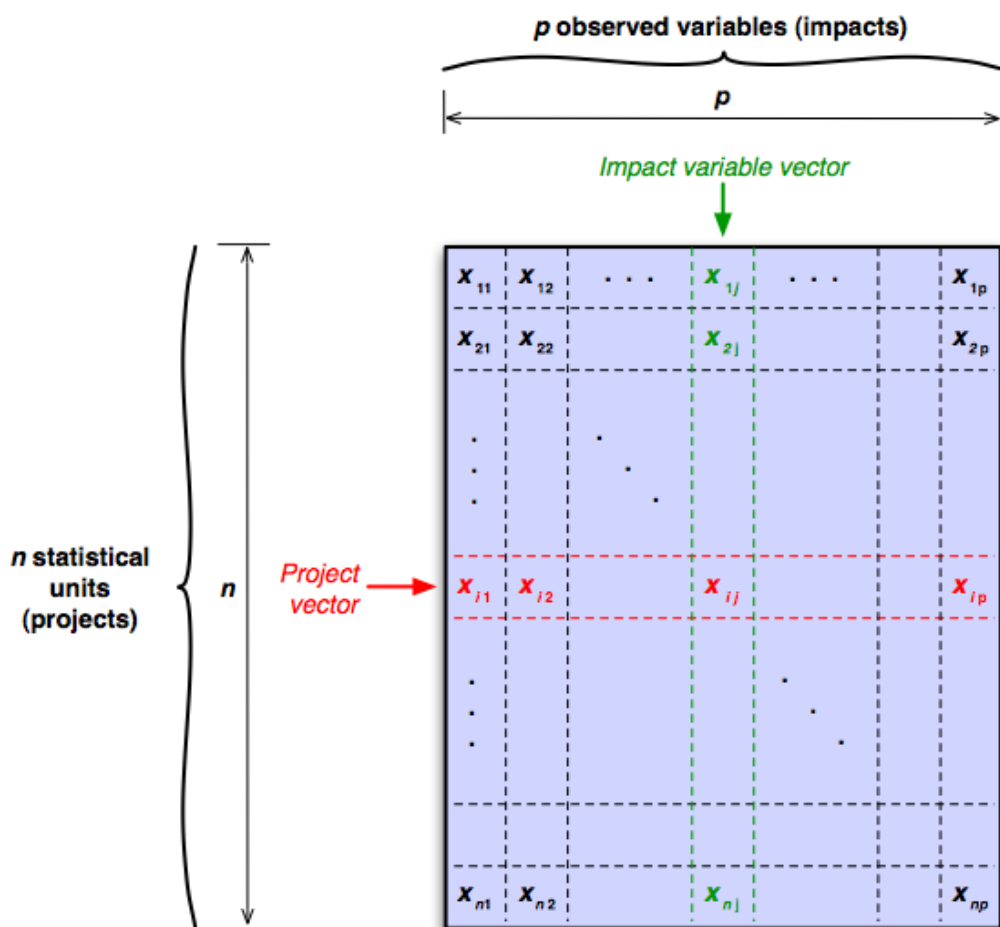 p observed variables (impacts)
p
Impact variable vector
x11 x12 . . . x1j . . . x1p
x21 x22 x2j x2p
n statistical
units
(projects)
n
Project
vector
xi1 xi2 xij xip
xn1 xn2 xnj xnp